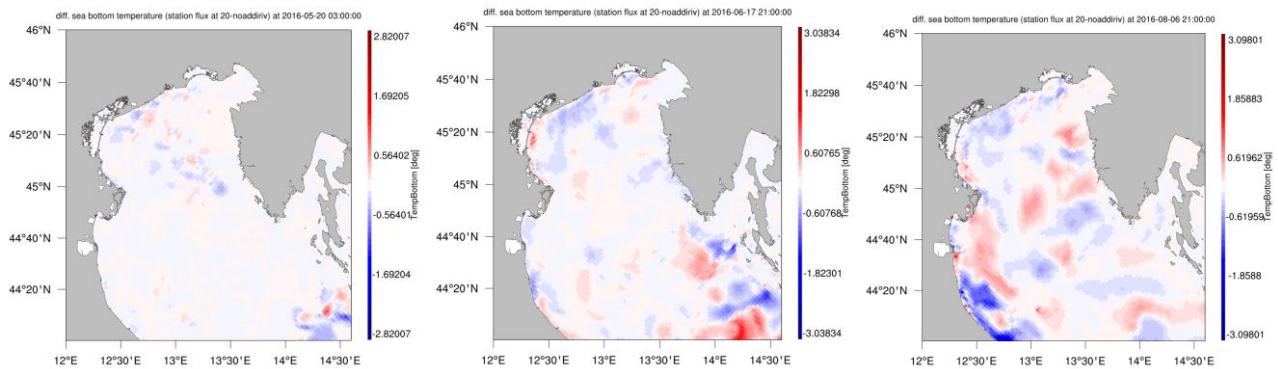 diff. sea bottom temperature (station flux at 20-noaddiriv) at 2016-05-20 03:00:00
46°N
45°40'N
45°20'N
45°N
44°40'N
44°20'N
12°E
12°30'E
13°E
13°30'E
14°E
14°30'E
2.82007
1.69205
0.56402
-0.56401
-1.69204
-2.82007
TempBottom [deg]
diff. sea bottom temperature (station flux at 20-noaddiriv) at 2016-06-17 21:00:00
46°N
45°40'N
45°20'N
45°N
44°40'N
44°20'N
12°E
12°30'E
13°E
13°30'E
14°E
14°30'E
3.03834
1.82298
0.60765
-0.60768
-1.82301
-3.03834
TempBottom [deg]
diff. sea bottom temperature (station flux at 20-noaddiriv) at 2016-08-06 21:00:00
46°N
45°40'N
45°20'N
45°N
44°40'N
44°20'N
12°E
12°30'E
13°E
13°30'E
14°E
14°30'E
3.09801
1.85883
0.61962
-0.61959
-1.8588
-3.09801
TempBottom [deg]